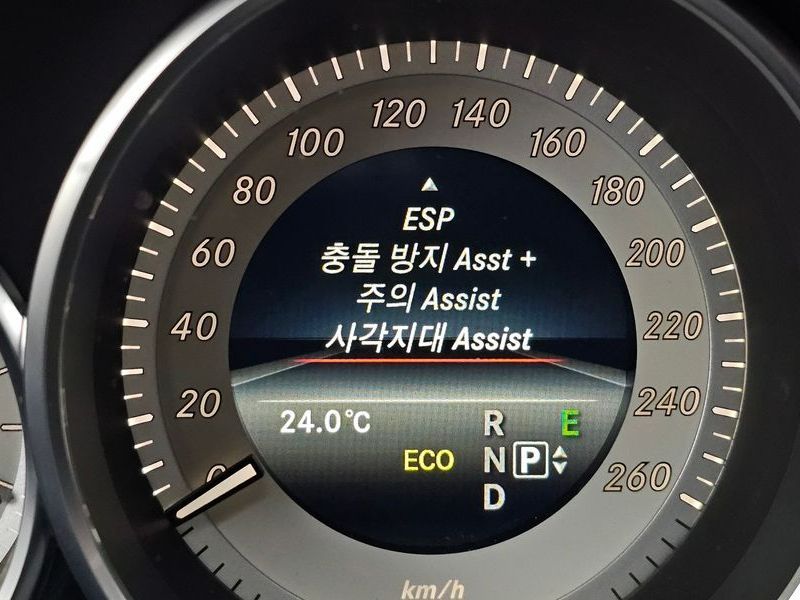 120 140
100 160
80 180
60 200
40 220
20 240
0 260
ESP
충돌 방지 Asst +
주의 Assist
사각지대 Assist
24.0°C
R E
ECO N P
D
km/h